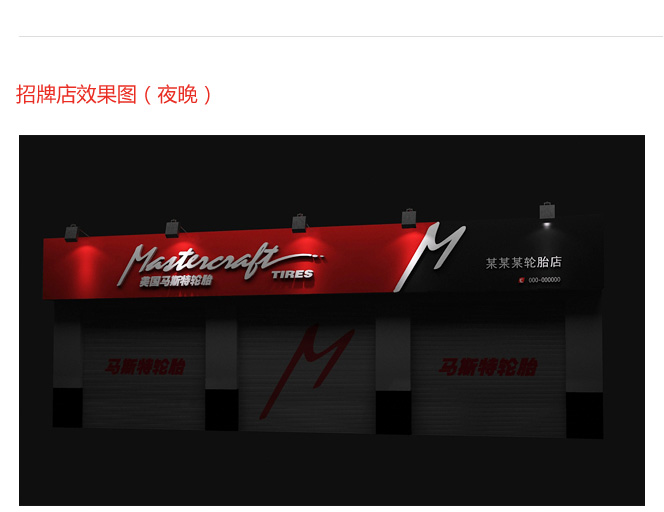 招牌店效果图（夜晚）
Mastercraft
TIRES
美国马斯特轮胎
M
某某某轮胎店
000-000000
马斯特轮胎
M
马斯特轮胎